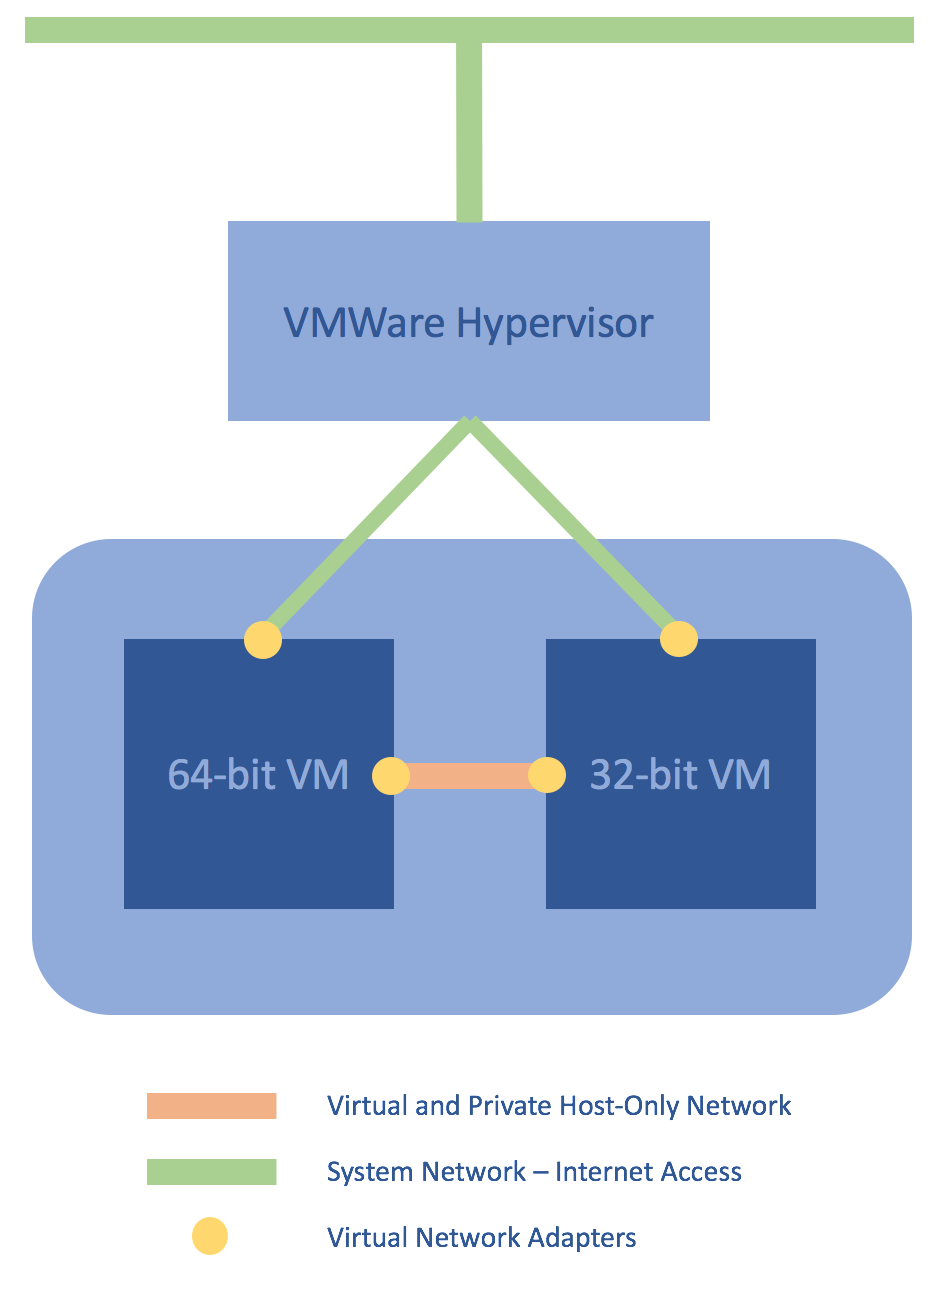 VMWare Hypervisor
64-bit VM
32-bit VM
Virtual and Private Host-Only Network
System Network – Internet Access
Virtual Network Adapters